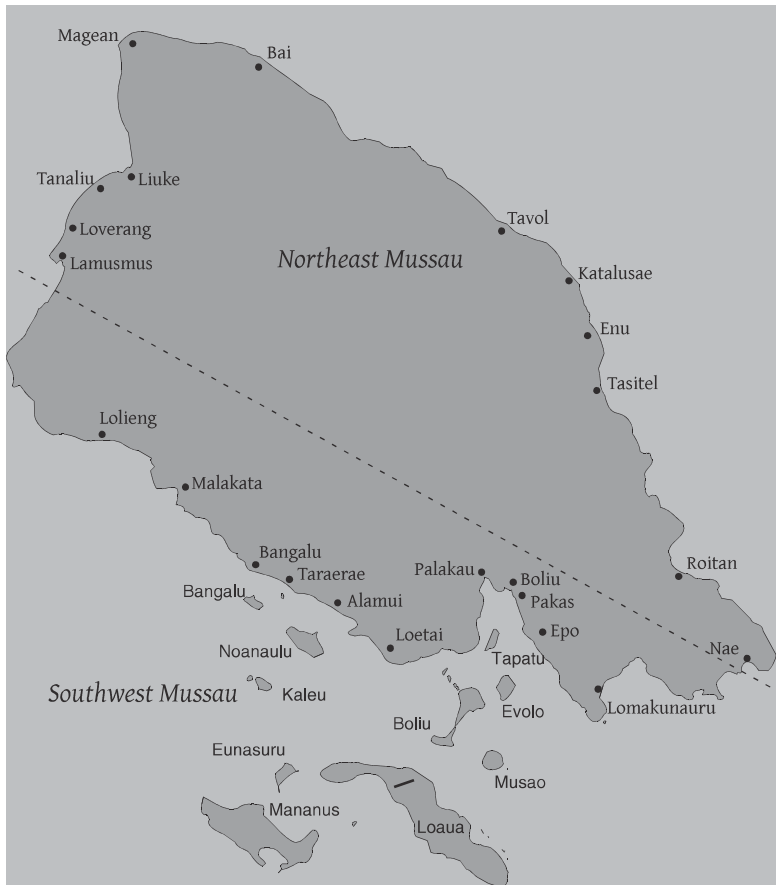 Magean
Bai
Tanaliu
Liuke
Loverang
Lamusmus
Tavol
Northeast Mussau
Katalusae
Enu
Tasitel
Lolieng
Malakata
Bangalu
Taraerae
Palakau
Boliu
Roitan
Bangalu
Alamui
Pakas
Loetai
Epo
Noanaulu
Tapatu
Nae
Southwest Mussau
Kaleu
Boliu
Evolo
Lomakunauru
Eunasuru
Musao
Mananus
Loaua